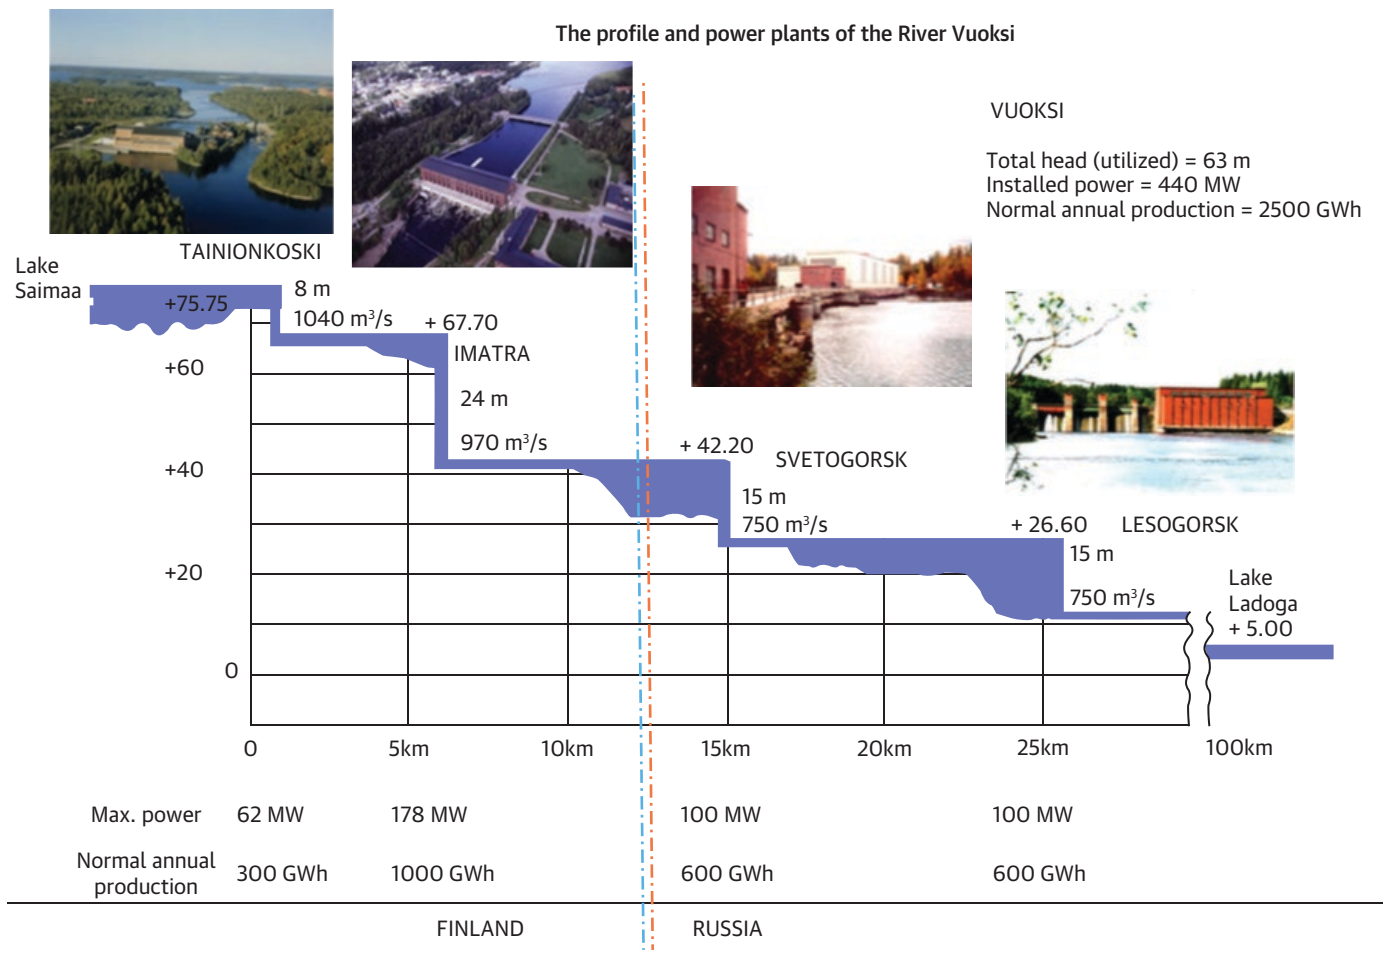 The profile and power plants of the River Vuoksi
VUOKSI
Total head (utilized) = 63 m
Installed power = 440 MW
Normal annual production = 2500 GWh
TAINIONKOSKI
Lake
Saimaa
+75.75
8 m
1040 m³/s
+ 67.70
IMATRA
+60
24 m
970 m³/s
+ 42.20
SVETOGORSK
+40
15 m
750 m³/s
+ 26.60
LESOGORSK
15 m
+20
750 m³/s
Lake
Ladoga
+ 5.00
0
0
5km
10km
15km
20km
25km
100km
Max. power
62 MW
178 MW
100 MW
100 MW
Normal annual
production
300 GWh
1000 GWh
600 GWh
600 GWh
FINLAND
RUSSIA